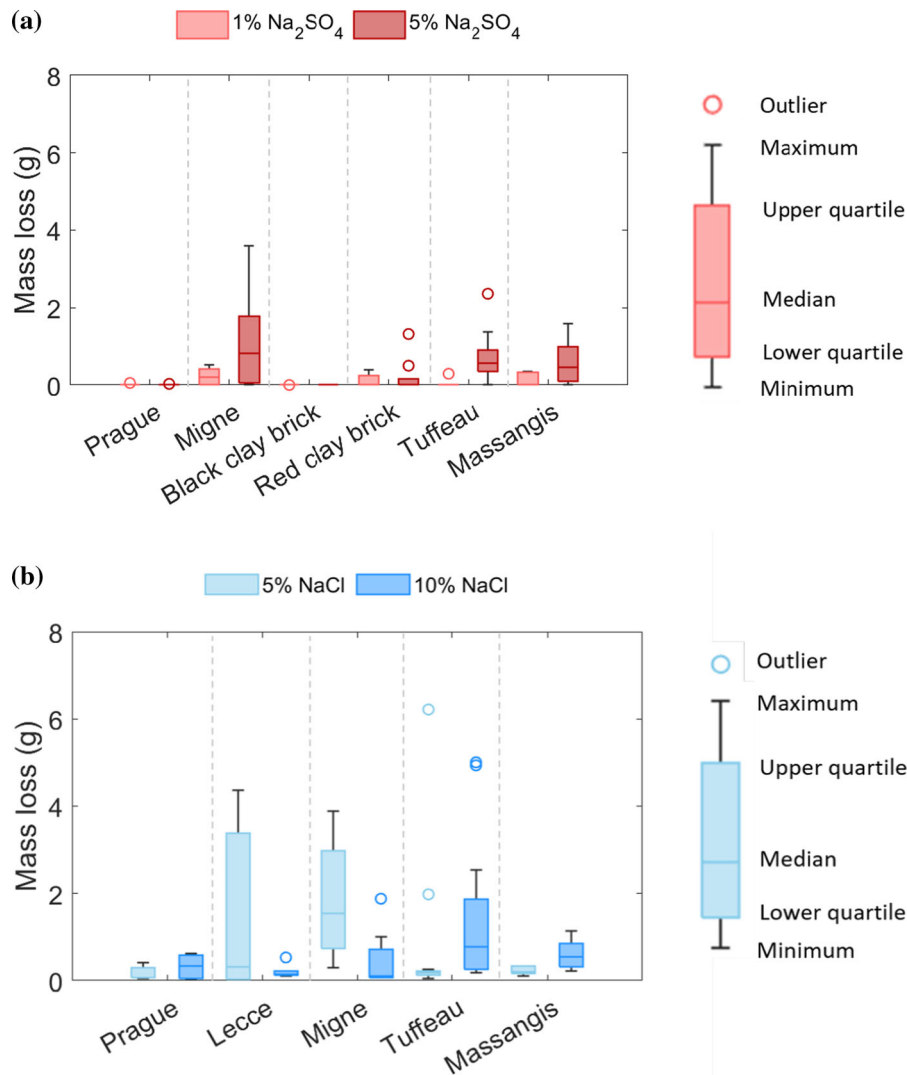 (a)
1% Na₂SO₄ 5% Na₂SO₄
Mass loss (g)
8
6
4
2
0
Prague
Migne
Black clay brick
Red clay brick
Tuffeau
Massangis
Outlier
Maximum
Upper quartile
Median
Lower quartile
Minimum
(b)
5% NaCl 10% NaCl
Mass loss (g)
8
6
4
2
0
Prague
Lecce
Migne
Tuffeau
Massangis
Outlier
Maximum
Upper quartile
Median
Lower quartile
Minimum